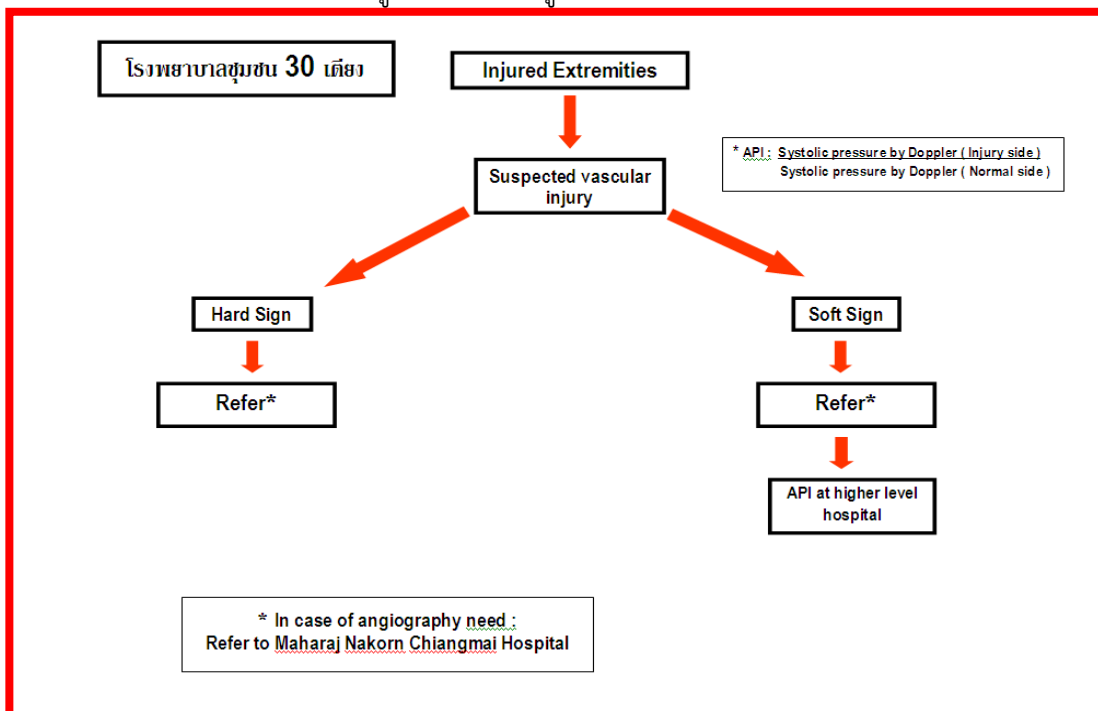 โรงพยาบาลชุมชน 30 เตียง
Injured Extremities
* API : Systolic pressure by Doppler ( Injury side )
Systolic pressure by Doppler ( Normal side )
Suspected vascular
injury
Hard Sign
Soft Sign
Refer*
Refer*
API at higher level
hospital
* In case of angiography need :
Refer to Maharaj Nakorn Chiangmai Hospital